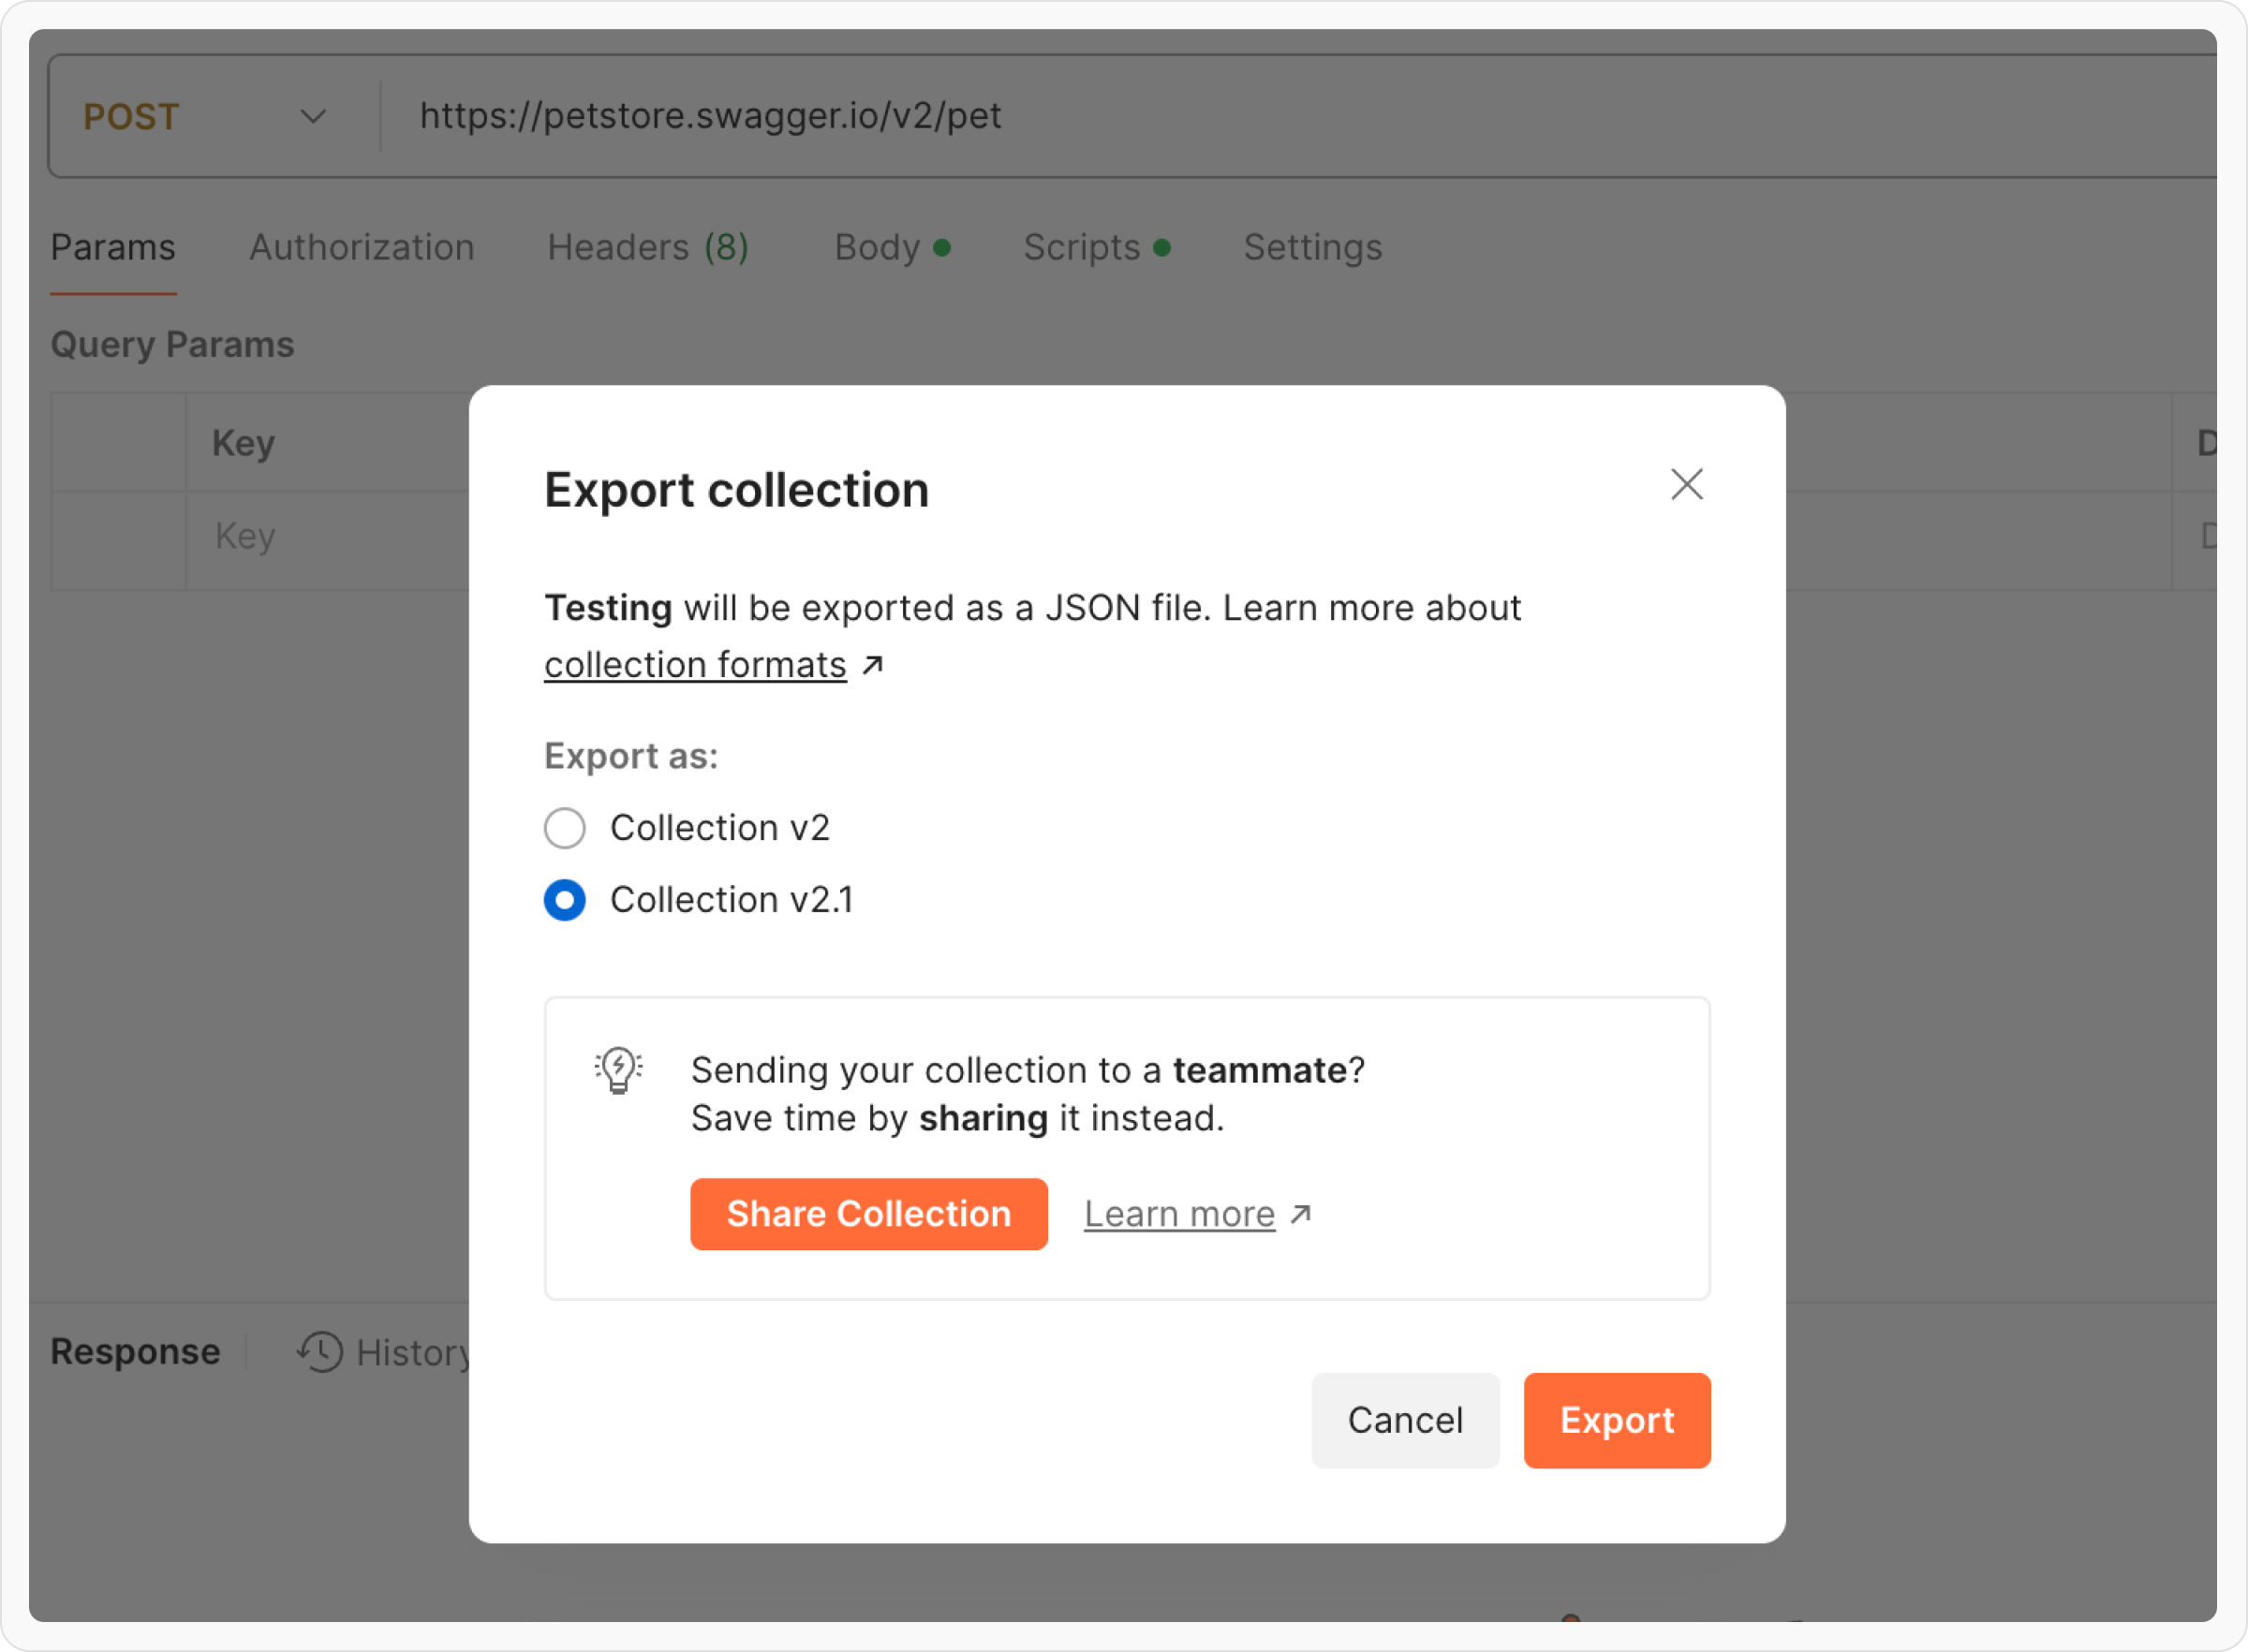 POST https://petstore.swagger.io/v2/pet
Params Authorization Headers (8) Body Scripts Settings
Query Params
Key
Key
Export collection
Testing will be exported as a JSON file. Learn more about
collection formats ↗
Export as:
Collection v2
Collection v2.1
Sending your collection to a teammate?
Save time by sharing it instead.
Share Collection Learn more ↗
Response History
Cancel Export